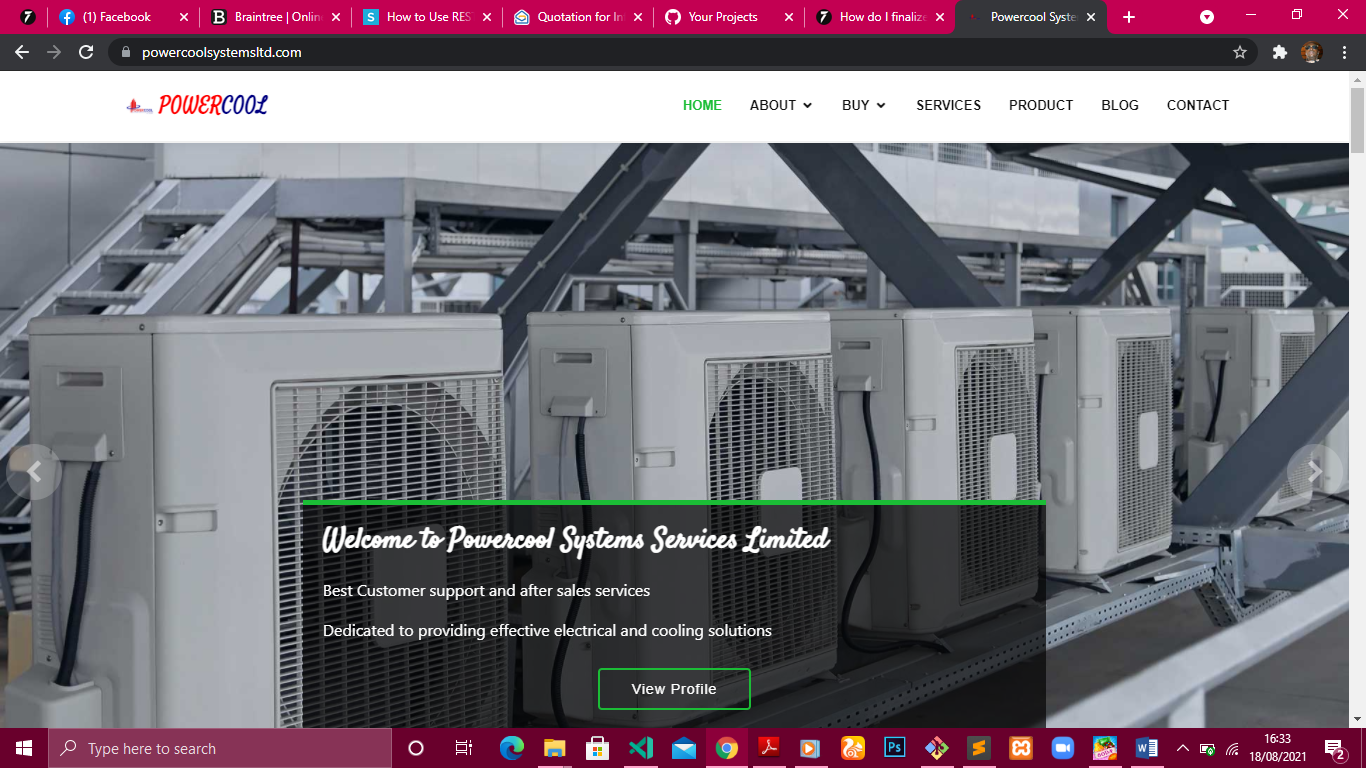 (1) Facebook
Braintree | Onlin
How to Use RES
Quotation for In
Your Projects
How do I finalize
Powercool Syste
powercoolsystemsltd.com
POWERCOOL
HOME
ABOUT
BUY
SERVICES
PRODUCT
BLOG
CONTACT
Welcome to Powercool Systems Services Limited
Best Customer support and after sales services
Dedicated to providing effective electrical and cooling solutions
View Profile
Type here to search
16:33
18/08/2021
2